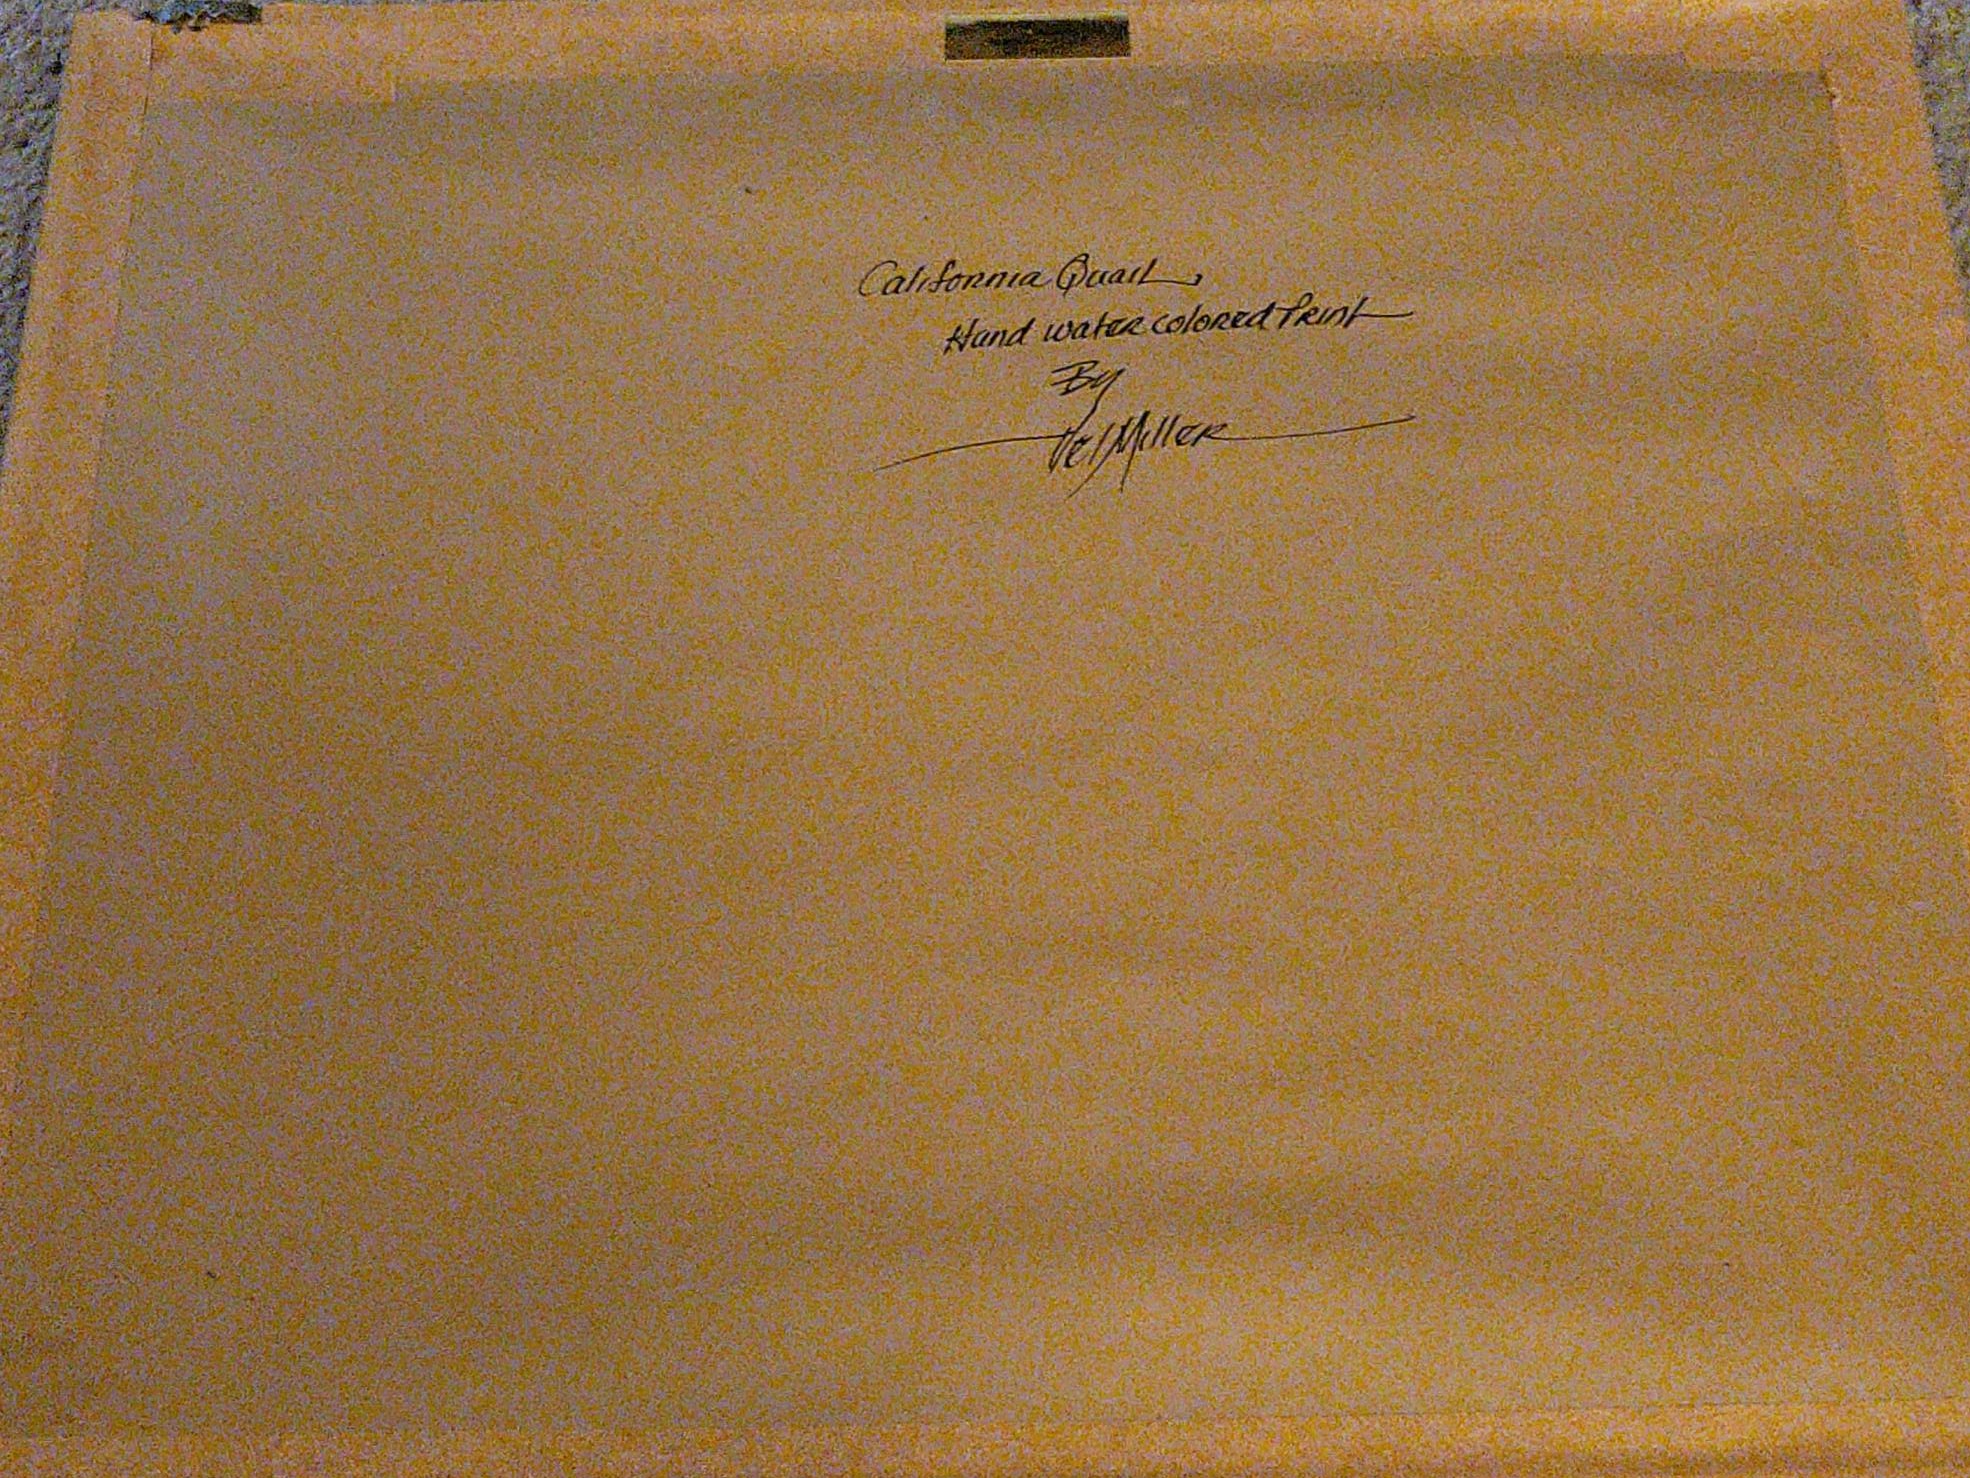 California Quail
Hand water colored Print
By
Vel Miller